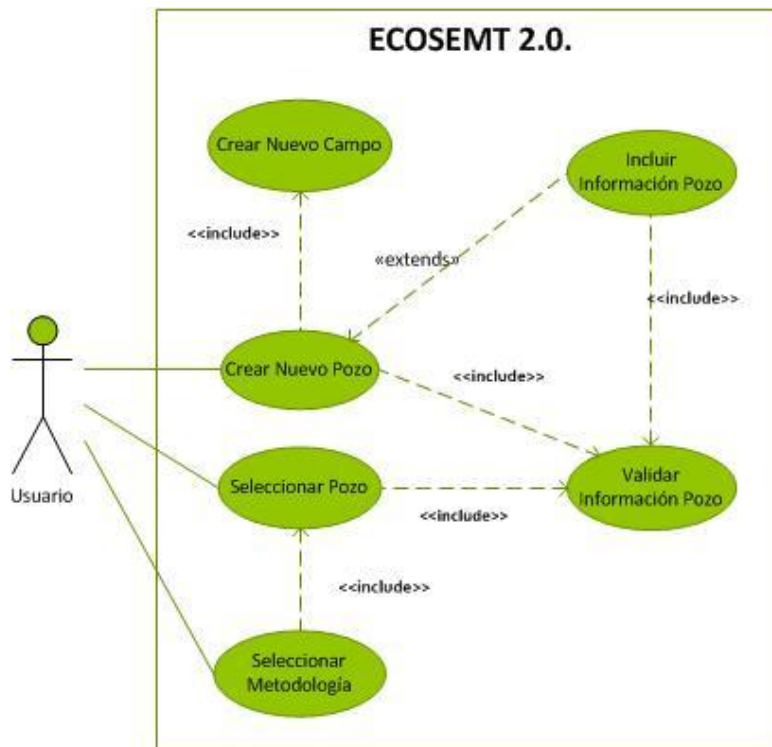 ECOSEMT 2.0.
Crear Nuevo Campo
Incluir
Información Pozo
<<include>>
«extends»
<<include>>
Crear Nuevo Pozo
<<include>>
Usuario
Seleccionar Pozo
Validar
Información Pozo
<<include>>
<<include>>
Seleccionar
Metodología